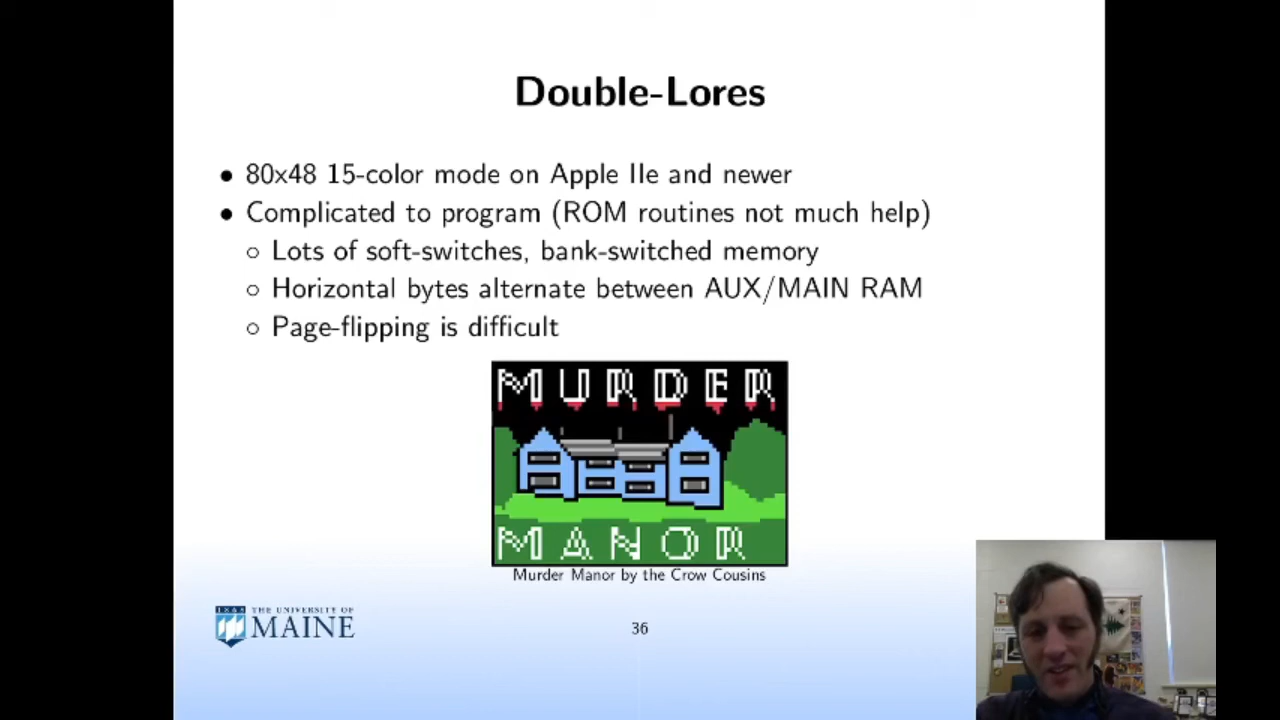 Double-Lores
• 80x48 15-color mode on Apple IIe and newer
• Complicated to program (ROM routines not much help)
◦ Lots of soft-switches, bank-switched memory
◦ Horizontal bytes alternate between AUX/MAIN RAM
◦ Page-flipping is difficult
MURDER
MANOR
Murder Manor by the Crow Cousins
1865
THE UNIVERSITY OF
MAINE
36